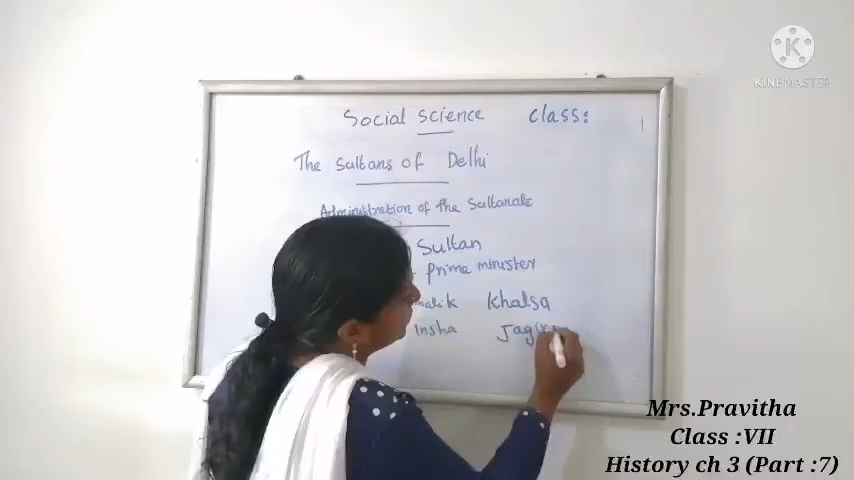 KINEMASTER
Social Science Class:
The Sultans of Delhi
Administration of the Sultanate
Sultan
prime minister
malik Khalsa
Insha
Mrs.Pravitha
Class :VII
History ch 3 (Part :7)